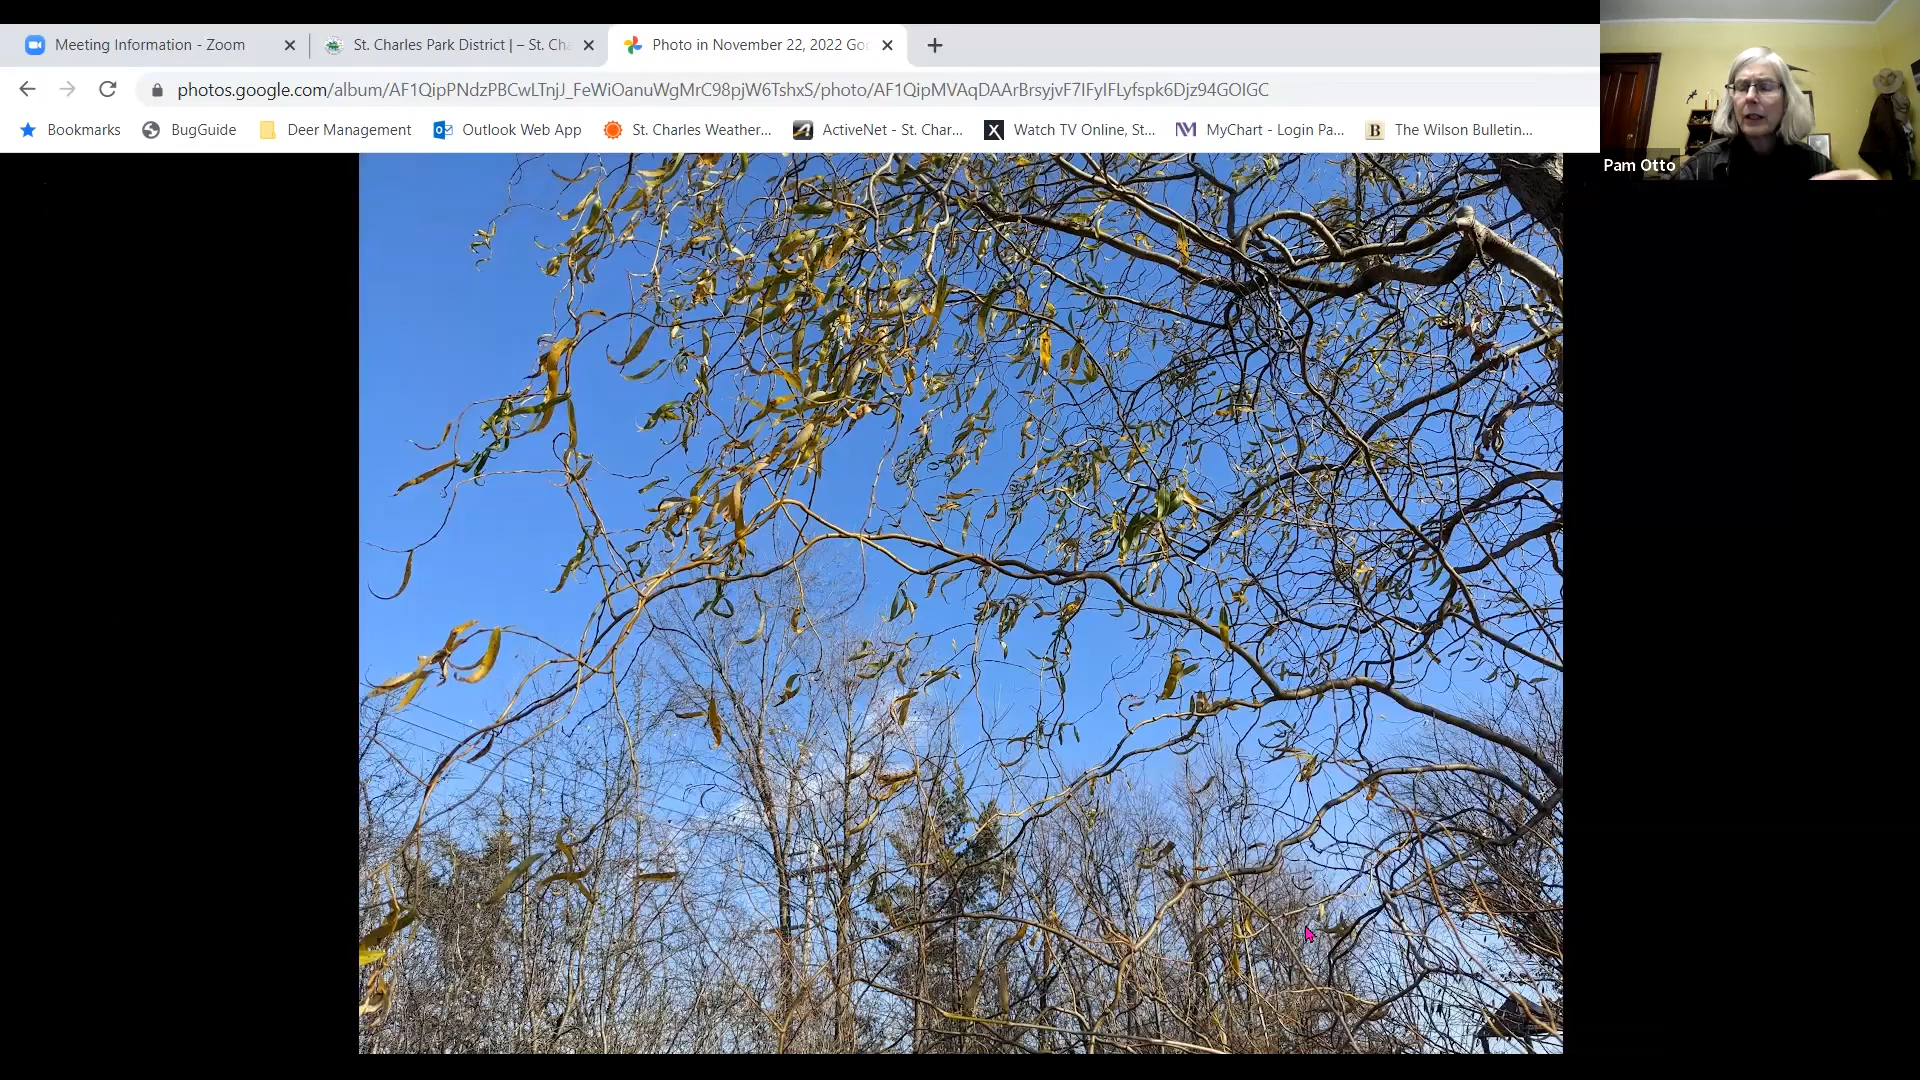 Meeting Information - Zoom
St. Charles Park District | – St. Ch
Photo in November 22, 2022 Goo
photos.google.com/album/AF1QipPNdzPBCwLTnjJ_FeWiOanuWgMrC98pjW6TshxS/photo/AF1QipMVAqDAArBrsyjvF7IFyIFLyfspk6Djz94GOIGC
Bookmarks BugGuide Deer Management Outlook Web App St. Charles Weather... ActiveNet - St. Char... Watch TV Online, St... MyChart - Login Pa... B The Wilson Bulletin...
Pam Otto